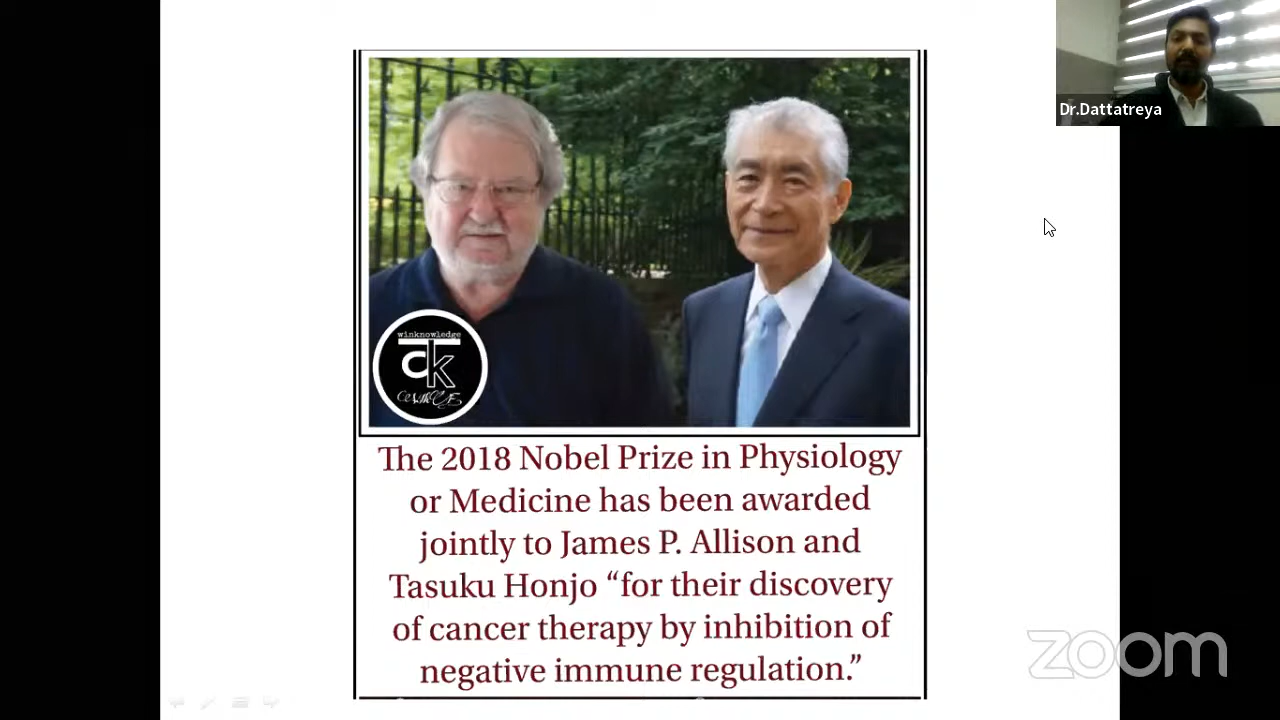 Dr.Dattatreya
winknowledge
The 2018 Nobel Prize in Physiology
or Medicine has been awarded
jointly to James P. Allison and
Tasuku Honjo “for their discovery
of cancer therapy by inhibition of
negative immune regulation.”
zoom